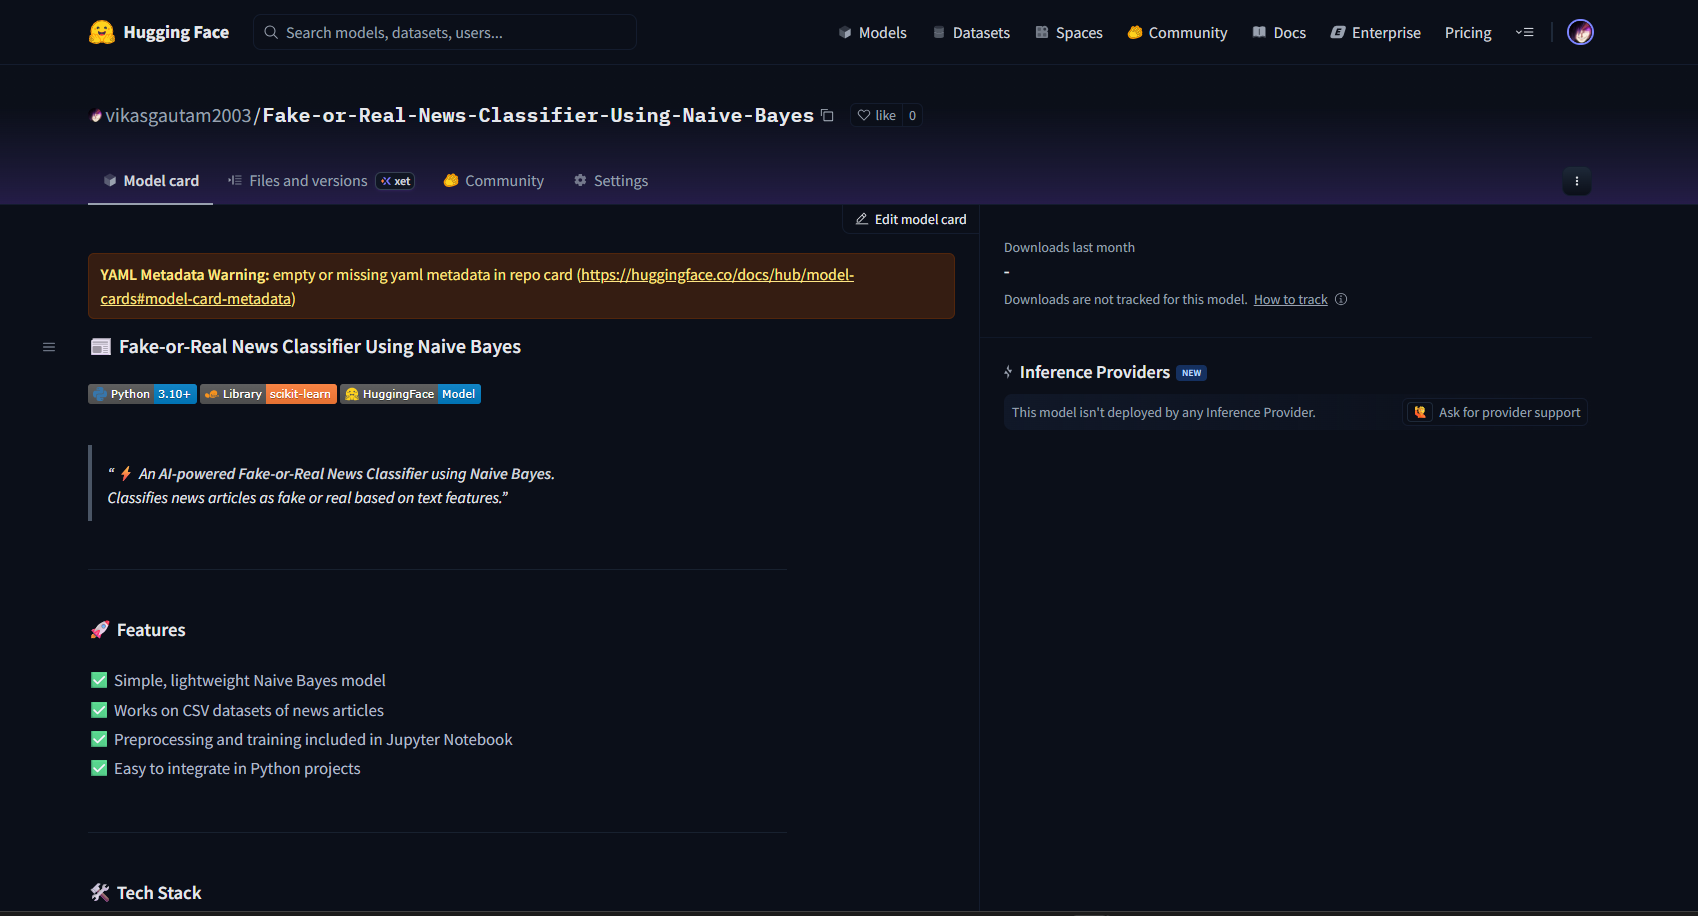 Hugging Face
Search models, datasets, users...
Models
Datasets
Spaces
Community
Docs
Enterprise
Pricing
vikasgautam2003/Fake-or-Real-News-Classifier-Using-Naive-Bayes
like 0
Model card
Files and versions xet
Community
Settings
Edit model card
YAML Metadata Warning: empty or missing yaml metadata in repo card (https://huggingface.co/docs/hub/model-
cards#model-card-metadata)
Fake-or-Real News Classifier Using Naive Bayes
Python 3.10+ Library scikit-learn HuggingFace Model
“ ⚡ An AI-powered Fake-or-Real News Classifier using Naive Bayes.
Classifies news articles as fake or real based on text features.”
🚀 Features
✅ Simple, lightweight Naive Bayes model
✅ Works on CSV datasets of news articles
✅ Preprocessing and training included in Jupyter Notebook
✅ Easy to integrate in Python projects
🛠 Tech Stack
Downloads last month
-
Downloads are not tracked for this model. How to track
Inference Providers NEW
This model isn't deployed by any Inference Provider.
Ask for provider support